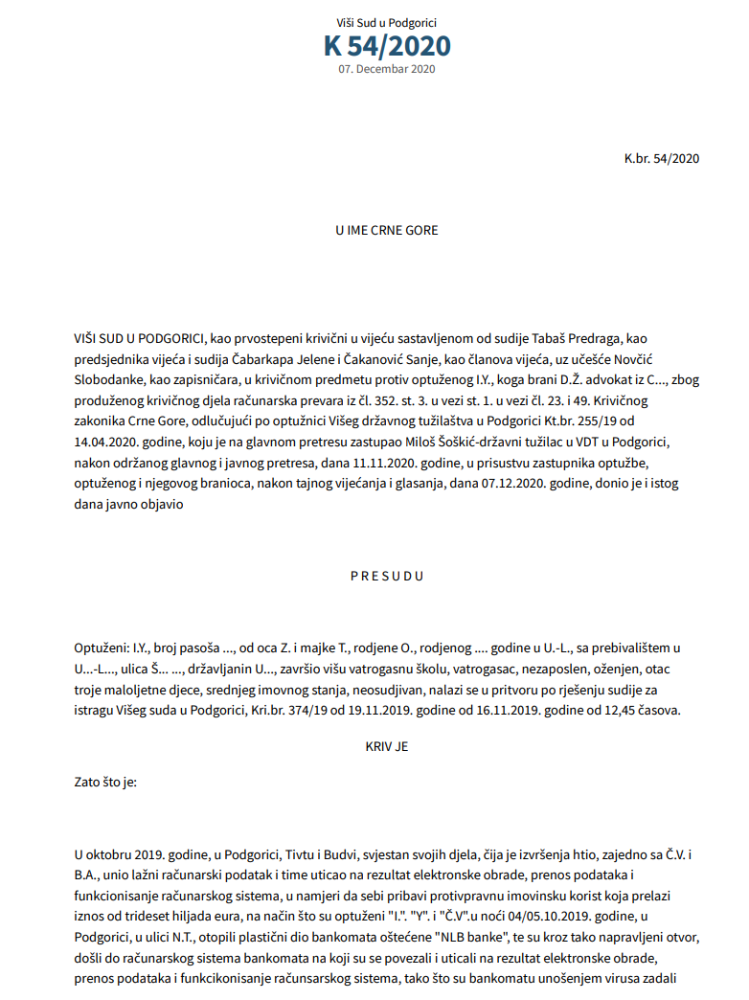 Viši Sud u Podgorici
K 54/2020
07. Decembar 2020
K.br. 54/2020
U IME CRNE GORE
VIŠI SUD U PODGORICI, kao prvostepeni krivični u vijeću sastavljenom od sudije Tabaš Predraga, kao
predsjednika vijeća i sudija Čabarkapa Jelene i Čakanović Sanje, kao članova vijeća, uz učešće Novčić
Slobodanke, kao zapisničara, u krivičnom predmetu protiv optuženog I.Y., koga brani D.Ž. advokat iz C..., zbog
produženog krivičnog djela računarska prevara iz čl. 352. st. 3. u vezi st. 1. u vezi čl. 23. i 49. Krivičnog
zakonika Crne Gore, odlučujući po optužnici Višeg državnog tužilaštva u Podgorici Kt.br. 255/19 od
14.04.2020. godine, koju je na glavnom pretresu zastupao Miloš Šoškić-državni tužilac u VDT u Podgorici,
nakon održanog glavnog i javnog pretresa, dana 11.11.2020. godine, u prisustvu zastupnika optužbe,
optuženog i njegovog branioca, nakon tajnog vijećanja i glasanja, dana 07.12.2020. godine, donio je i istog
dana javno objavio
P R E S U D U
Optuženi: I.Y., broj pasoša ..., od oca Z. i majke T., rodjene O., rodjenog .... godine u U.-L., sa prebivalištem u
U...-L..., ulica Š... ..., državljanin U..., završio višu vatrogasnu školu, vatrogasac, nezaposlen, oženjen, otac
troje maloljetne djece, srednjeg imovnog stanja, neosudjivan, nalazi se u pritvoru po rješenju sudije za
istragu Višeg suda u Podgorici, Kri.br. 374/19 od 19.11.2019. godine od 16.11.2019. godine od 12,45 časova.
KRIV JE
Zato što je:
U oktobru 2019. godine, u Podgorici, Tivtu i Budvi, svjestan svojih djela, čija je izvršenja htio, zajedno sa Č.V. i
B.A., unio lažni računarski podatak i time uticao na rezultat elektronske obrade, prenos podataka i
funkcionisanje računarskog sistema, u namjeri da sebi pribavi protivpravnu imovinsku korist koja prelazi
iznos od trideset hiljada eura, na način što su optuženi "I.". "Y". i "Č.V".u noći 04/05.10.2019. godine, u
Podgorici, u ulici N.T., otopili plastični dio bankomata oštećene "NLB banke", te su kroz tako napravljeni otvor,
došli do računarskog sistema bankomata na koji su se povezali i uticali na rezultat elektronske obrade,
prenos podataka i funkcikonisanje računsarskog sistema, tako što su bankomatu unošenjem virusa zadali